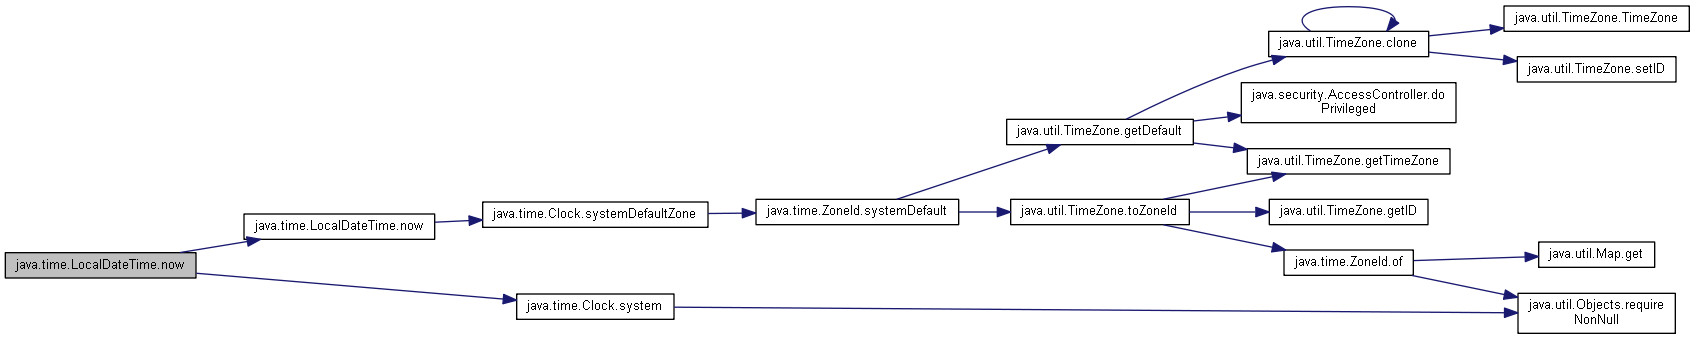 java.util.TimeZone.TimeZone
java.util.TimeZone.clone
java.util.TimeZone.setID
java.security.AccessController.do
Privileged
java.util.TimeZone.getDefault
java.util.TimeZone.getTimeZone
java.time.LocalDateTime.now
java.time.Clock.systemDefaultZone
java.time.ZoneId.systemDefault
java.util.TimeZone.toZoneId
java.util.TimeZone.getID
java.time.LocalDateTime.now
java.time.ZoneId.of
java.util.Map.get
java.time.Clock.system
java.util.Objects.require
NonNull